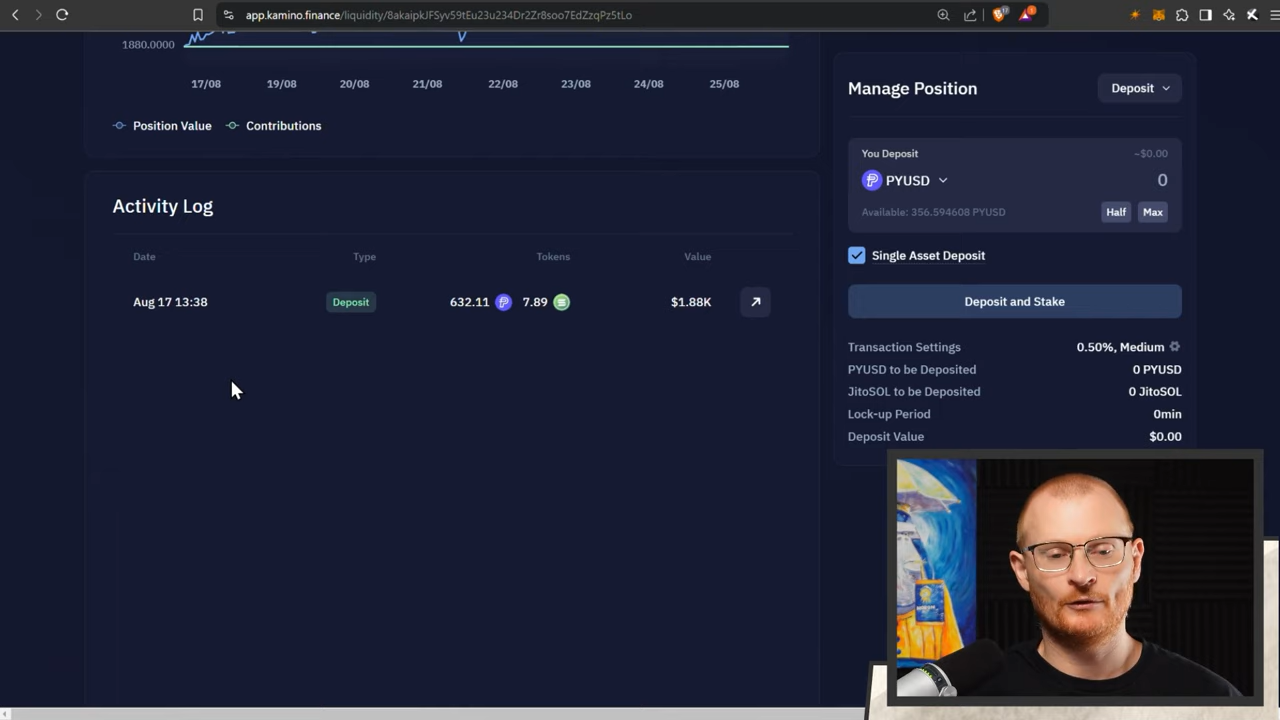 app.kamino.finance/liquidity/8akaipkJFSyv59tEu23u234Dr2Zr8soo7EdZzqPz5tLo
1880.0000
17/08 19/08 20/08 21/08 22/08 23/08 24/08 25/08
Position Value Contributions
Activity Log
Date Type Tokens Value
Aug 17 13:38 Deposit 632.11 7.89 $1.88K
Manage Position Deposit
You Deposit ~$0.00
PYUSD 0
Available: 356.594608 PYUSD Half Max
Single Asset Deposit
Deposit and Stake
Transaction Settings 0.50%, Medium
PYUSD to be Deposited 0 PYUSD
JitoSOL to be Deposited 0 JitoSOL
Lock-up Period 0min
Deposit Value $0.00